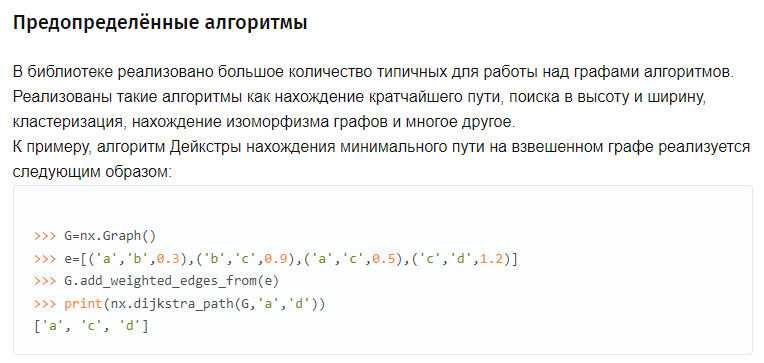 Предопределённые алгоритмы
В библиотеке реализовано большое количество типичных для работы над графами алгоритмов.
Реализованы такие алгоритмы как нахождение кратчайшего пути, поиска в высоту и ширину,
кластеризация, нахождение изоморфизма графов и многое другое.
К примеру, алгоритм Дейкстры нахождения минимального пути на взвешенном графе реализуется
следующим образом:
>>> G=nx.Graph()
>>> e=[('a','b',0.3),('b','c',0.9),('a','c',0.5),('c','d',1.2)]
>>> G.add_weighted_edges_from(e)
>>> print(nx.dijkstra_path(G,'a','d'))
['a', 'c', 'd']